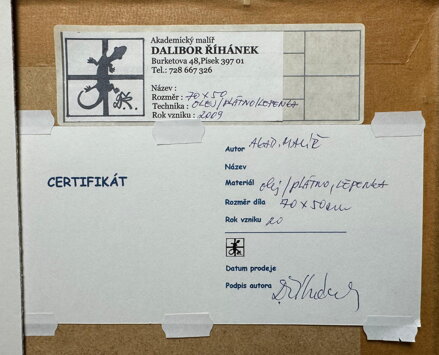 Akademický malíř
DALIBOR ŘÍHÁNEK
Burketova 48,Písek 397 01
Tel.: 728 667 326
Název :
Rozměr : 70 x 50
Technika : OLEJ/PLÁTNO/LEPENKA
Rok vzniku : 2009
CERTIFIKÁT
Autor AKAD. MALÍŘ
Název
Materiál olej/PLÁTNO, LEPENKA
Rozměr díla 70 x 50 cm
Rok vzniku 20
Datum prodeje
Podpis autora